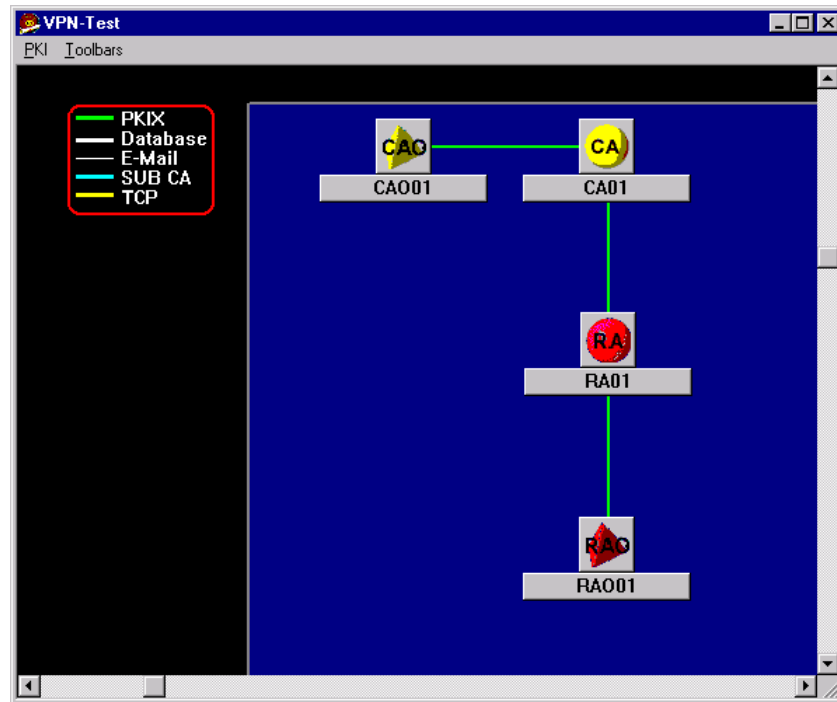 VPN-Test
PKI Toolbars
PKIX
Database
E-Mail
SUB CA
TCP
CAO
CA
CAO01
CA01
RA
RA01
RAO
RAO01